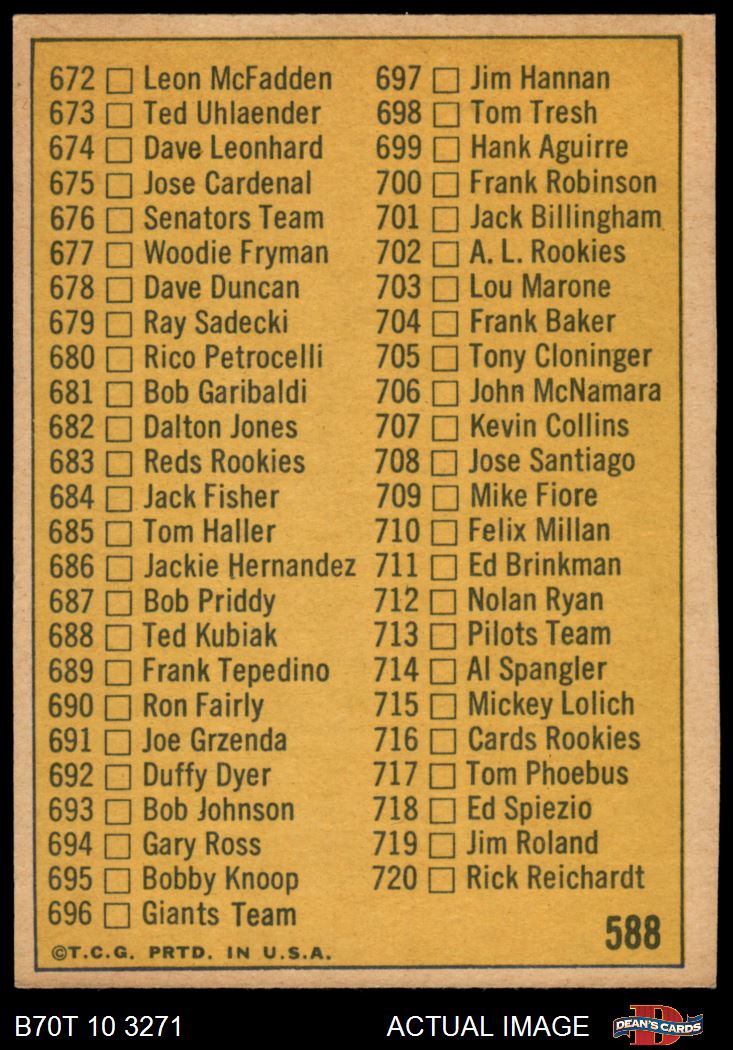 672 Leon McFadden
673 Ted Uhlaender
674 Dave Leonhard
675 Jose Cardenal
676 Senators Team
677 Woodie Fryman
678 Dave Duncan
679 Ray Sadecki
680 Rico Petrocelli
681 Bob Garibaldi
682 Dalton Jones
683 Reds Rookies
684 Jack Fisher
685 Tom Haller
686 Jackie Hernandez
687 Bob Priddy
688 Ted Kubiak
689 Frank Tepedino
690 Ron Fairly
691 Joe Grzenda
692 Duffy Dyer
693 Bob Johnson
694 Gary Ross
695 Bobby Knoop
696 Giants Team
697 Jim Hannan
698 Tom Tresh
699 Hank Aguirre
700 Frank Robinson
701 Jack Billingham
702 A. L. Rookies
703 Lou Marone
704 Frank Baker
705 Tony Cloninger
706 John McNamara
707 Kevin Collins
708 Jose Santiago
709 Mike Fiore
710 Felix Millan
711 Ed Brinkman
712 Nolan Ryan
713 Pilots Team
714 Al Spangler
715 Mickey Lolich
716 Cards Rookies
717 Tom Phoebus
718 Ed Spiezio
719 Jim Roland
720 Rick Reichardt
588
©T.C.G. PRTD. IN U.S.A.
B70T 10 3271
ACTUAL IMAGE
D
DEAN'S CARDS